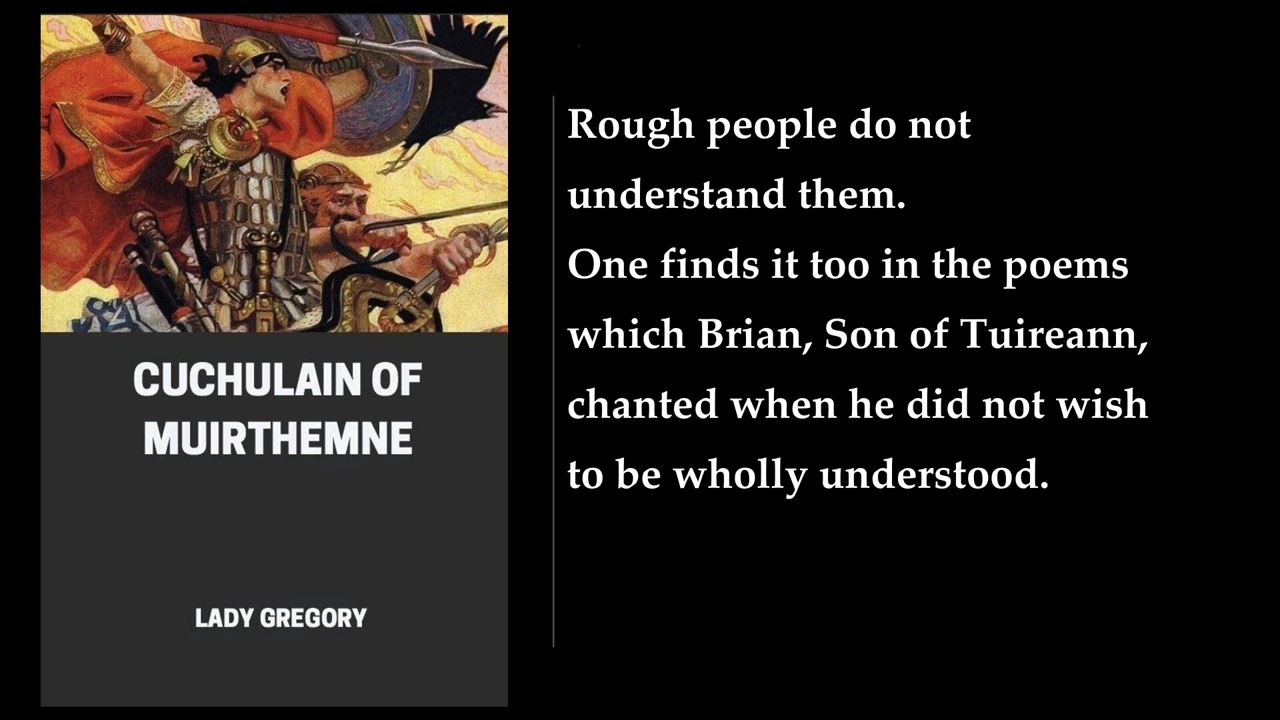 CUCHULAIN OF
MUIRTHEMNE
LADY GREGORY
Rough people do not
understand them.
One finds it too in the poems
which Brian, Son of Tuireann,
chanted when he did not wish
to be wholly understood.